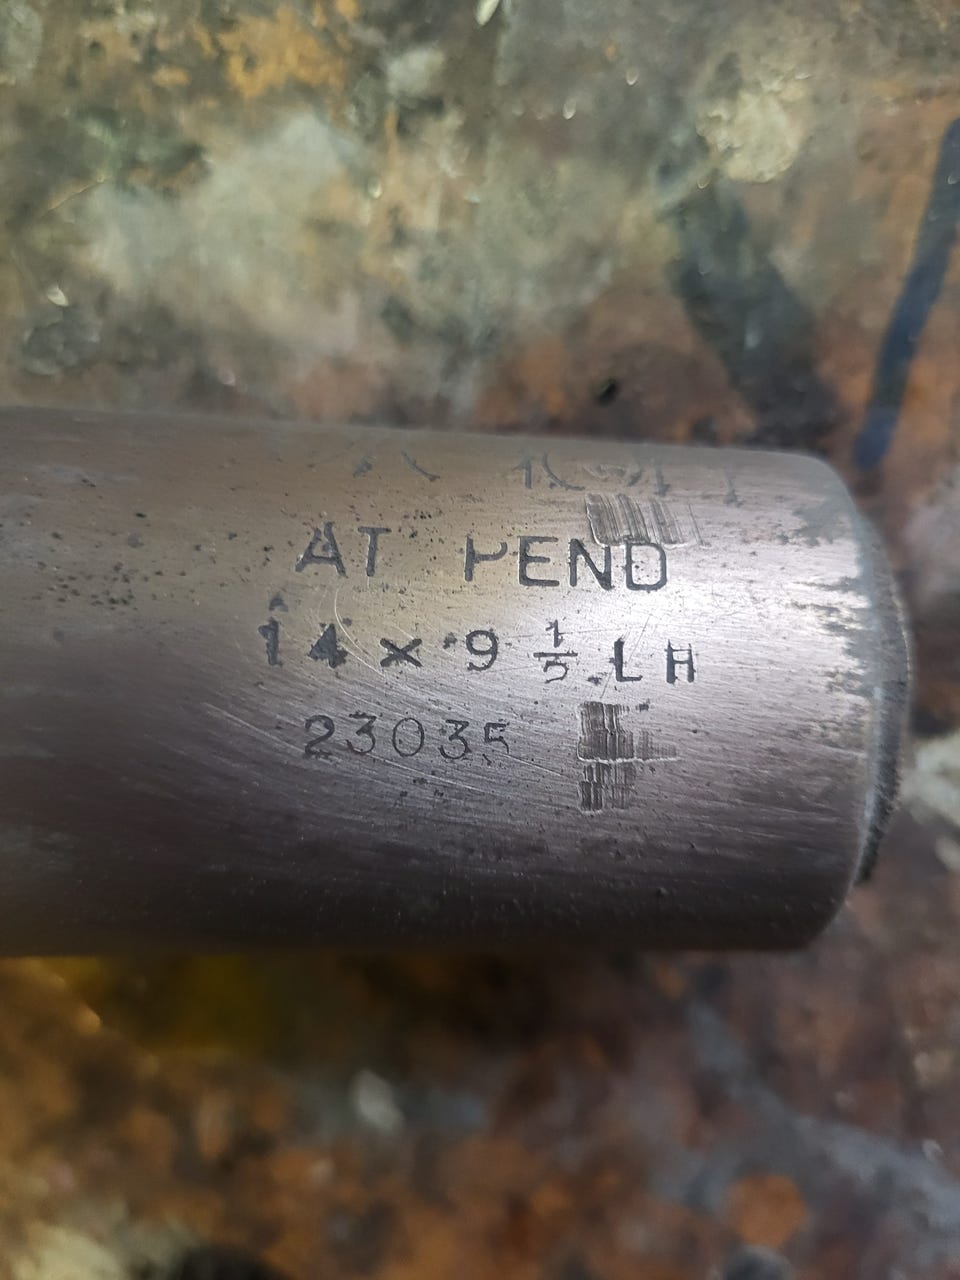 AT PEND
14 × 9 1/5 LH
23035